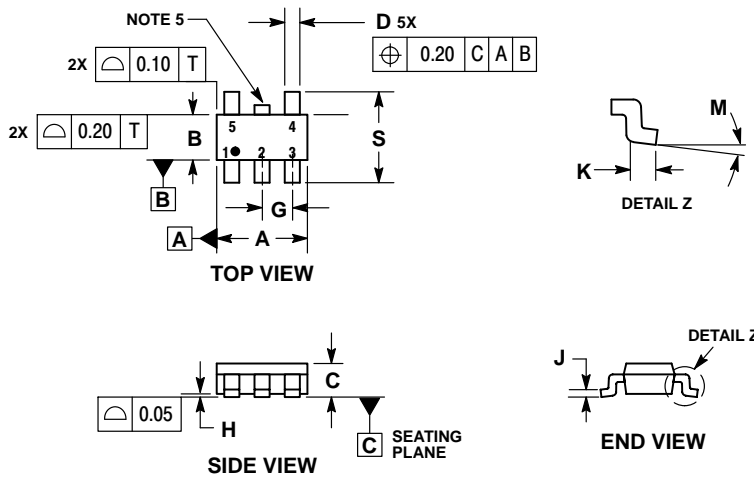 NOTE 5
D 5X
⌖ 0.20 C A B
2X ⌓ 0.10 T
2X ⌓ 0.20 T
5 4
B
S
1 2 3
B
G
A
A
TOP VIEW
M
K
DETAIL Z
DETAIL Z
J
C
⌓ 0.05
H
C SEATING PLANE
SIDE VIEW
END VIEW